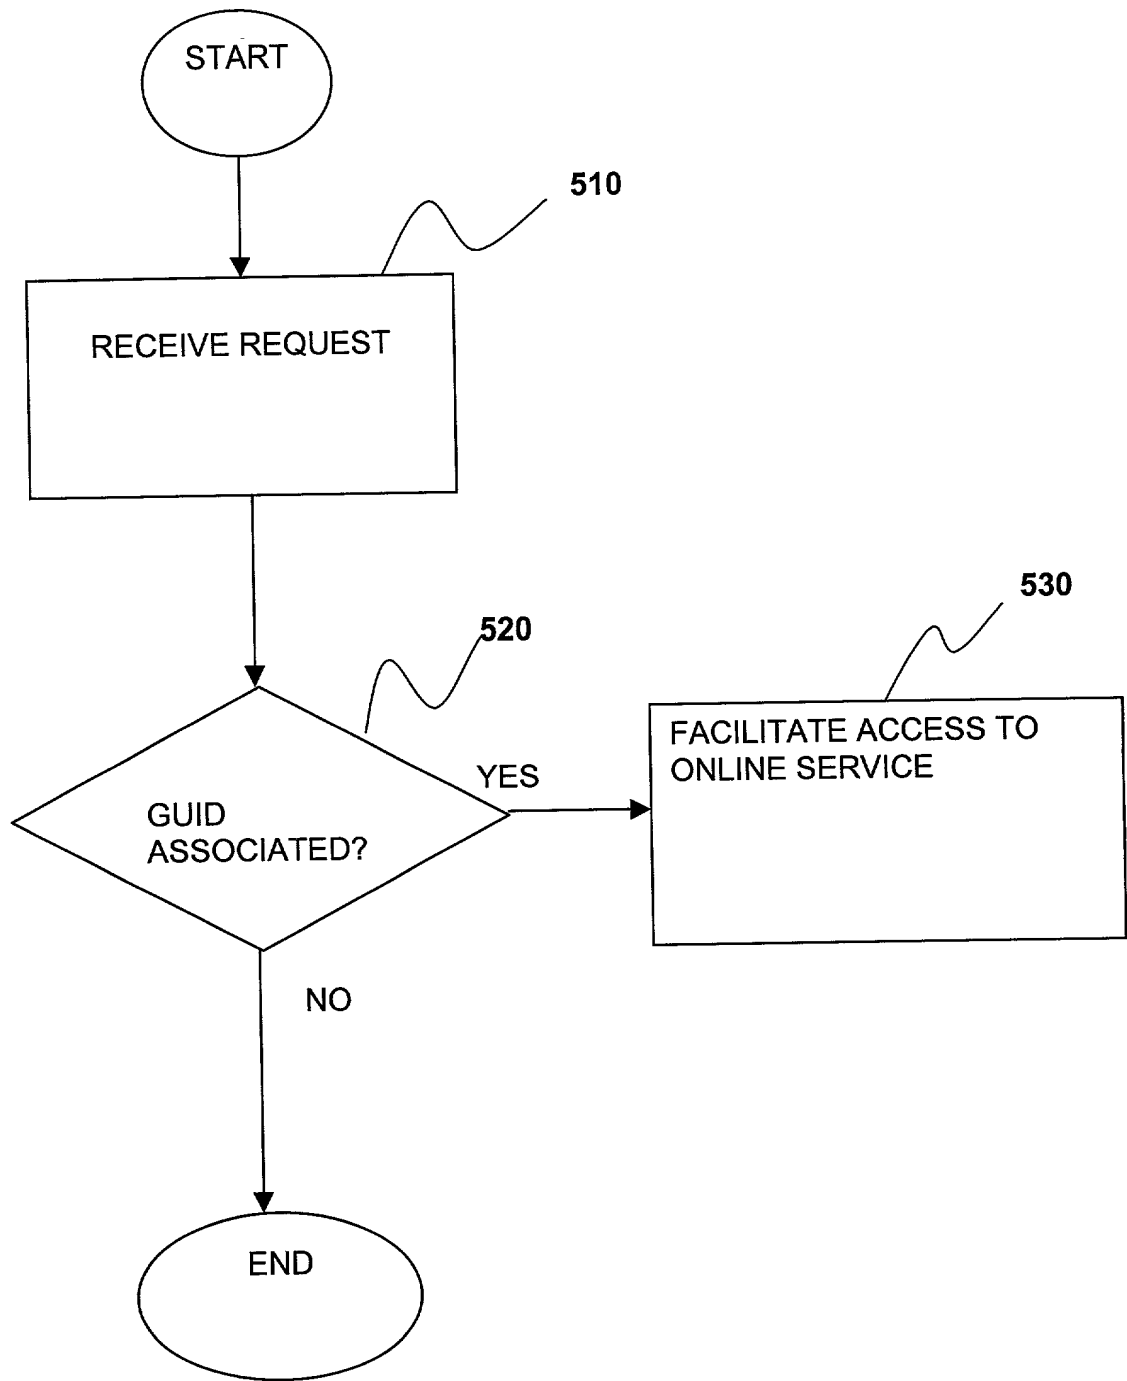 START
510
RECEIVE REQUEST
520
530
YES
FACILITATE ACCESS TO
ONLINE SERVICE
GUID
ASSOCIATED?
NO
END